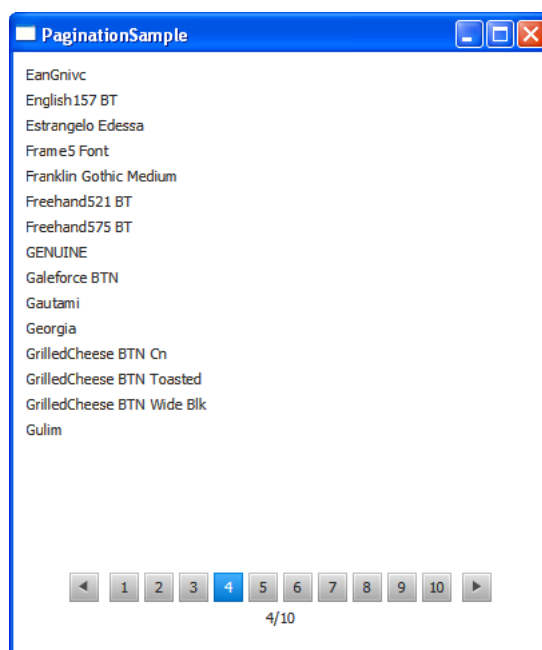 PaginationSample
EanGnivc
English157 BT
Estrangelo Edessa
Frame5 Font
Franklin Gothic Medium
Freehand521 BT
Freehand575 BT
GENUINE
Galeforce BTN
Gautami
Georgia
GrilledCheese BTN Cn
GrilledCheese BTN Toasted
GrilledCheese BTN Wide Blk
Gulim
1 2 3 4 5 6 7 8 9 10
4/10